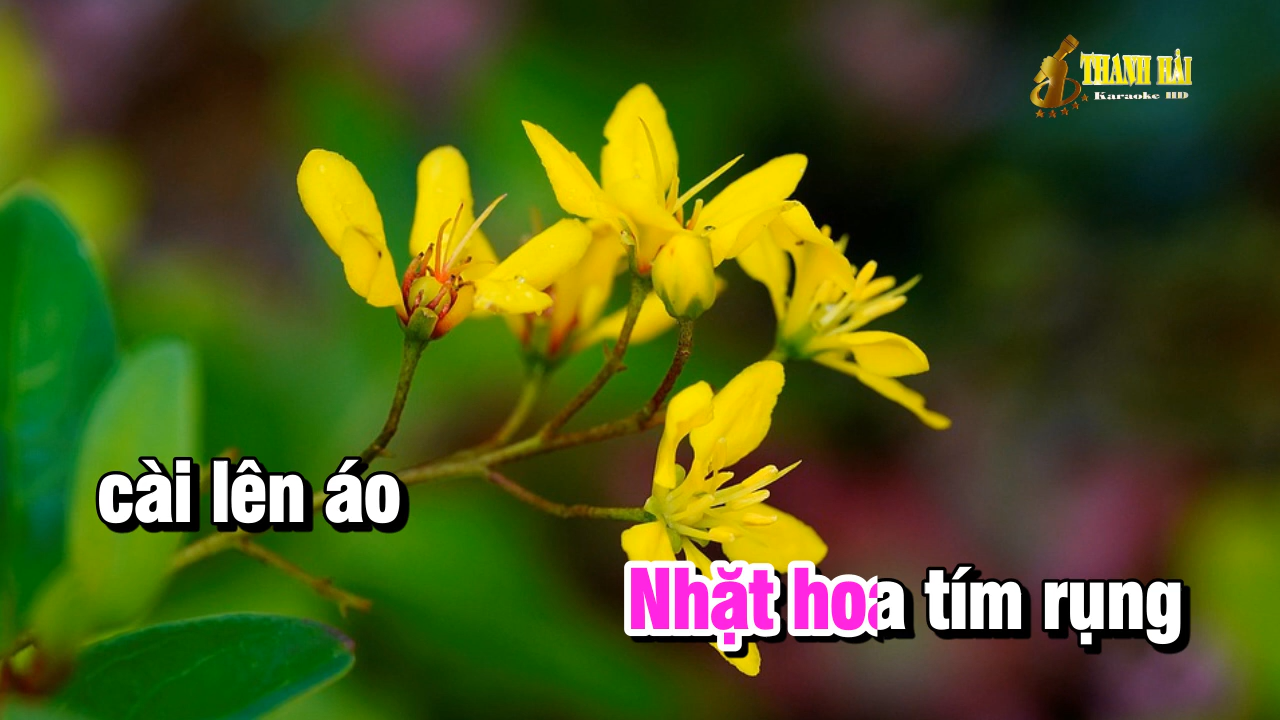 THANH HẢI
Karaoke HD
cài lên áo
Nhặt hoa tím rụng